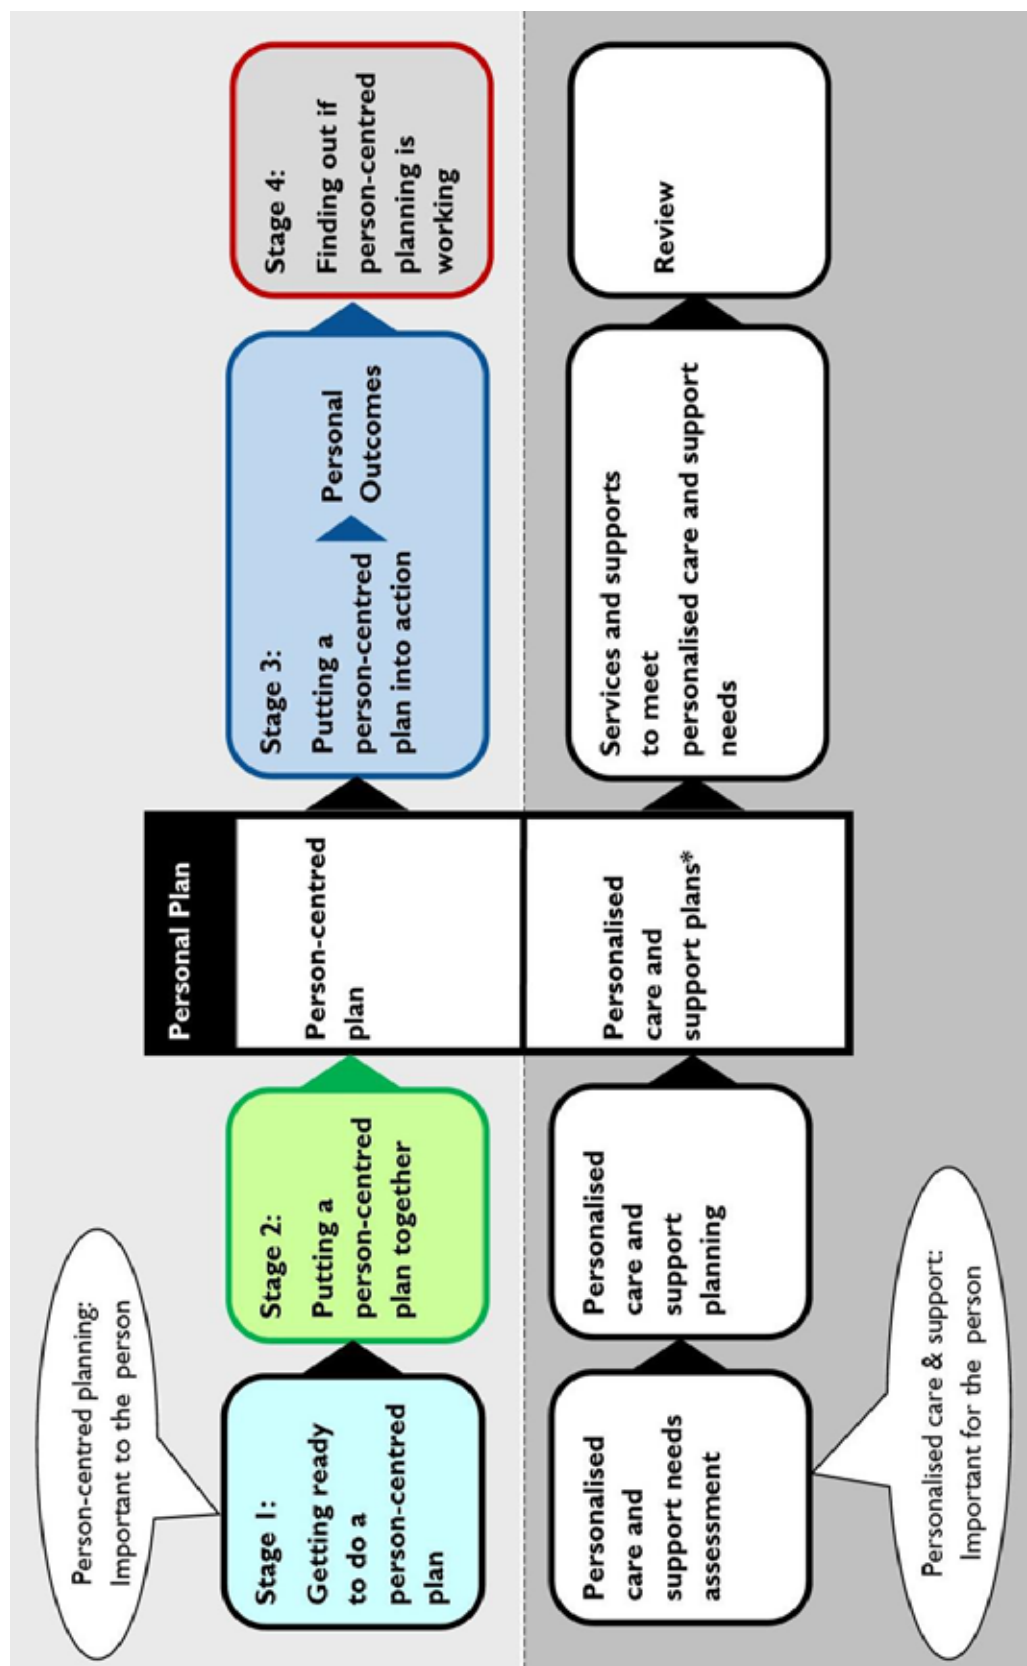 Person-centred planning:
Important to the person
Stage 1:
Getting ready
to do a
person-centred
plan
Stage 2:
Putting a
person-centred
plan together
Personal Plan
Person-centred
plan
Stage 3:
Putting a
person-centred
plan into action
Personal
Outcomes
Stage 4:
Finding out if
person-centred
planning is
working
Personalised
care and
support needs
assessment
Personalised
care and
support
planning
Personalised
care and
support plans*
Services and supports
to meet
personalised care and support
needs
Review
Personalised care & support:
Important for the person